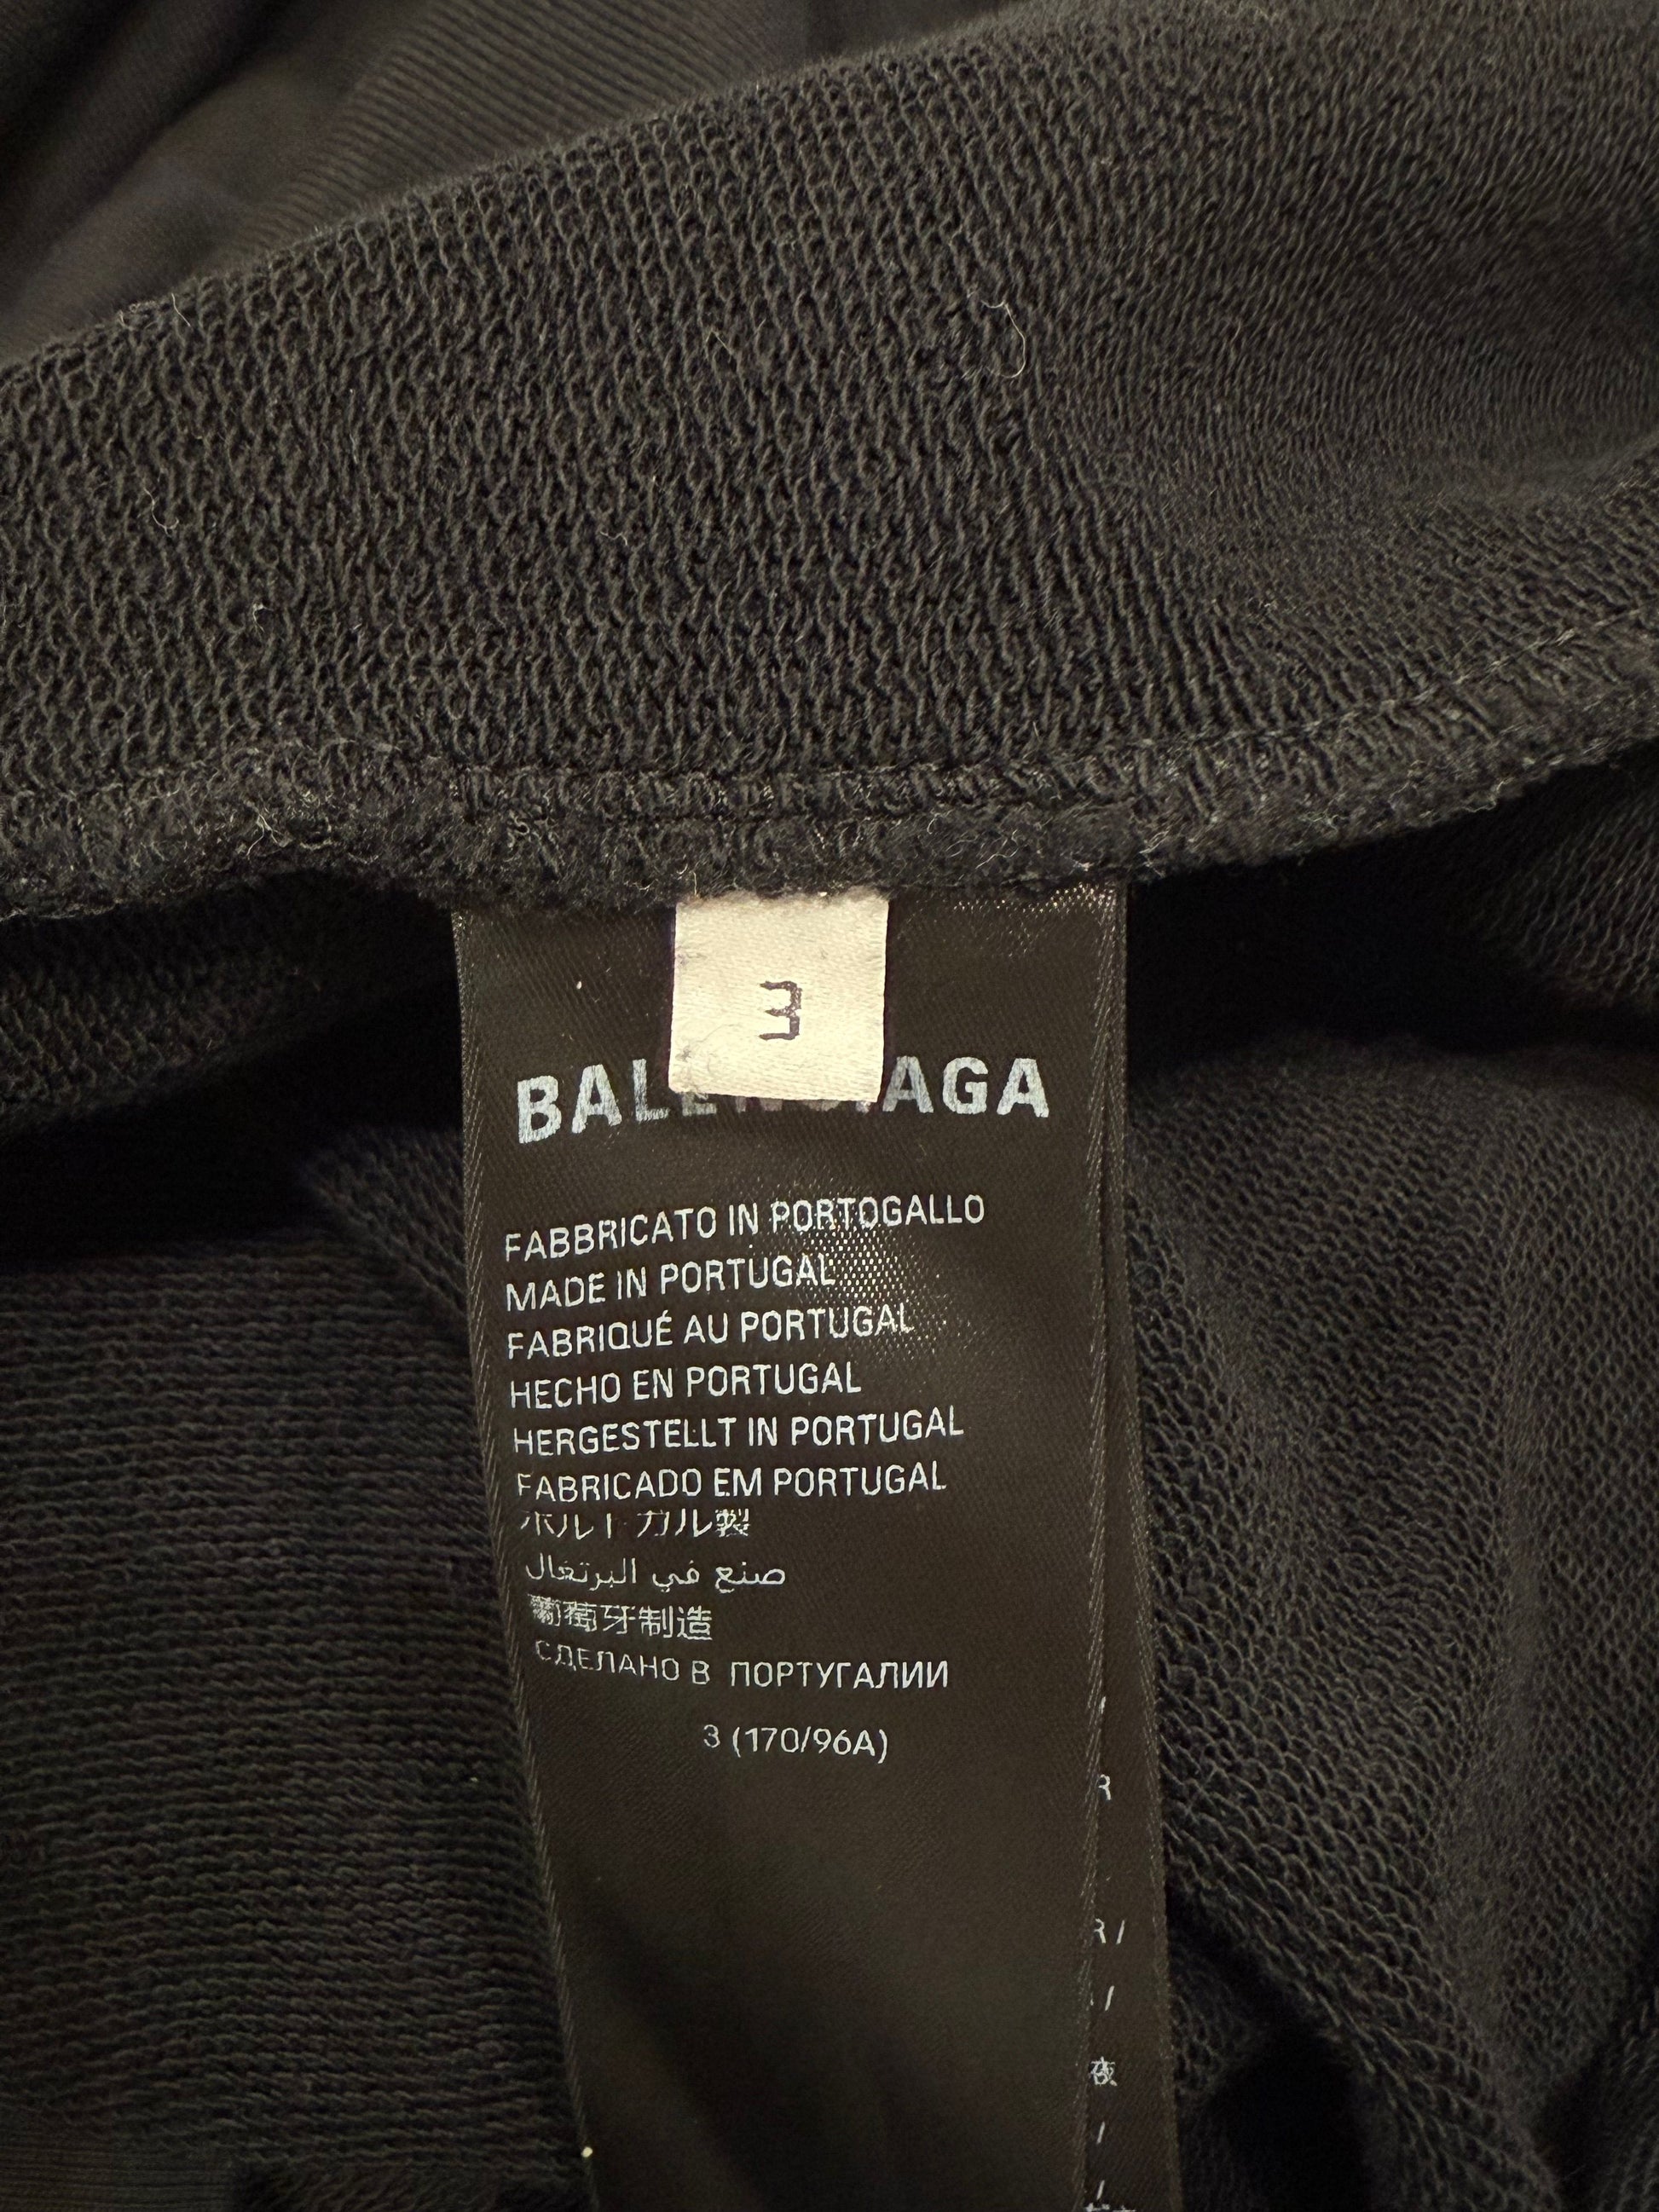 3
BALENCIAGA
FABBRICATO IN PORTOGALLO
MADE IN PORTUGAL
FABRIQUÉ AU PORTUGAL
HECHO EN PORTUGAL
HERGESTELLT IN PORTUGAL
FABRICADO EM PORTUGAL
ポルトガル製
صنع في البرتغال
葡萄牙制造
СДЕЛАНО В ПОРТУГАЛИИ
3 (170/96A)
R
R /
/
夜
/
/